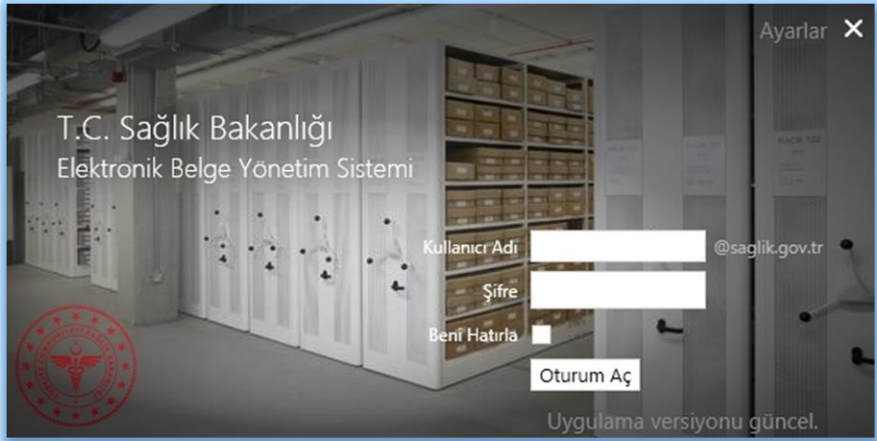 Ayarlar
T.C. Sağlık Bakanlığı
Elektronik Belge Yönetim Sistemi
Kullanıcı Adı @saglik.gov.tr
Şifre
Beni Hatırla
Oturum Aç
Uygulama versiyonu güncel.